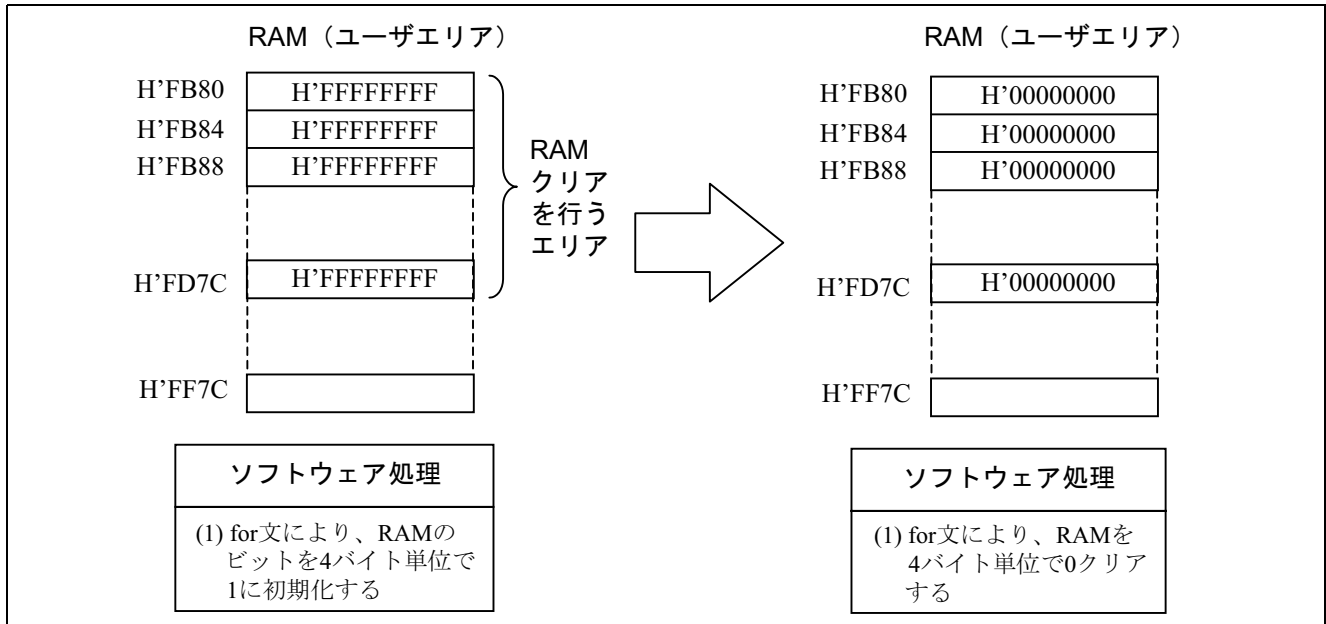 RAM（ユーザエリア）
H'FB80
H'FFFFFFFF
H'FB84
H'FFFFFFFF
H'FB88
H'FFFFFFFF
H'FD7C
H'FFFFFFFF
H'FF7C
RAM
クリア
を行う
エリア
ソフトウェア処理
(1) for文により、RAMの
ビットを4バイト単位で
1に初期化する
RAM（ユーザエリア）
H'FB80
H'00000000
H'FB84
H'00000000
H'FB88
H'00000000
H'FD7C
H'00000000
H'FF7C
ソフトウェア処理
(1) for文により、RAMを
4バイト単位で0クリア
する